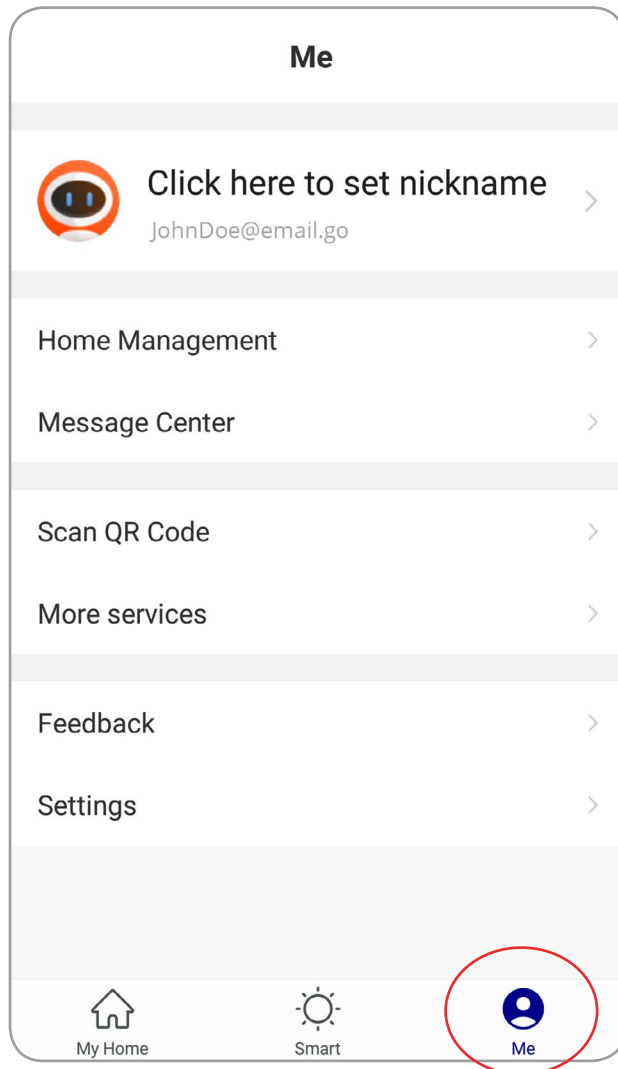 Me
Click here to set nickname
JohnDoe@email.go
Home Management
Message Center
Scan QR Code
More services
Feedback
Settings
My Home
Smart
Me